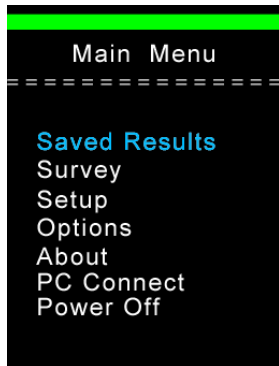 Main Menu
================
Saved Results
Survey
Setup
Options
About
PC Connect
Power Off